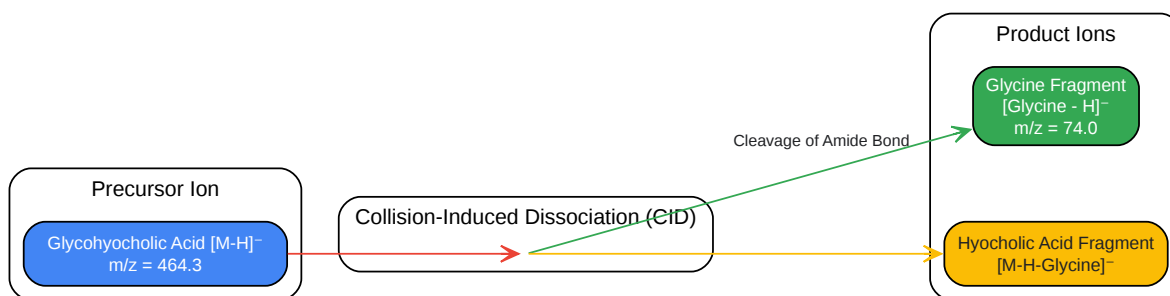 Precursor Ion
Glycohyocholic Acid [M-H]⁻
m/z = 464.3
Collision-Induced Dissociation (CID)
Cleavage of Amide Bond
Product Ions
Glycine Fragment
[Glycine - H]⁻
m/z = 74.0
Hyocholic Acid Fragment
[M-H-Glycine]⁻